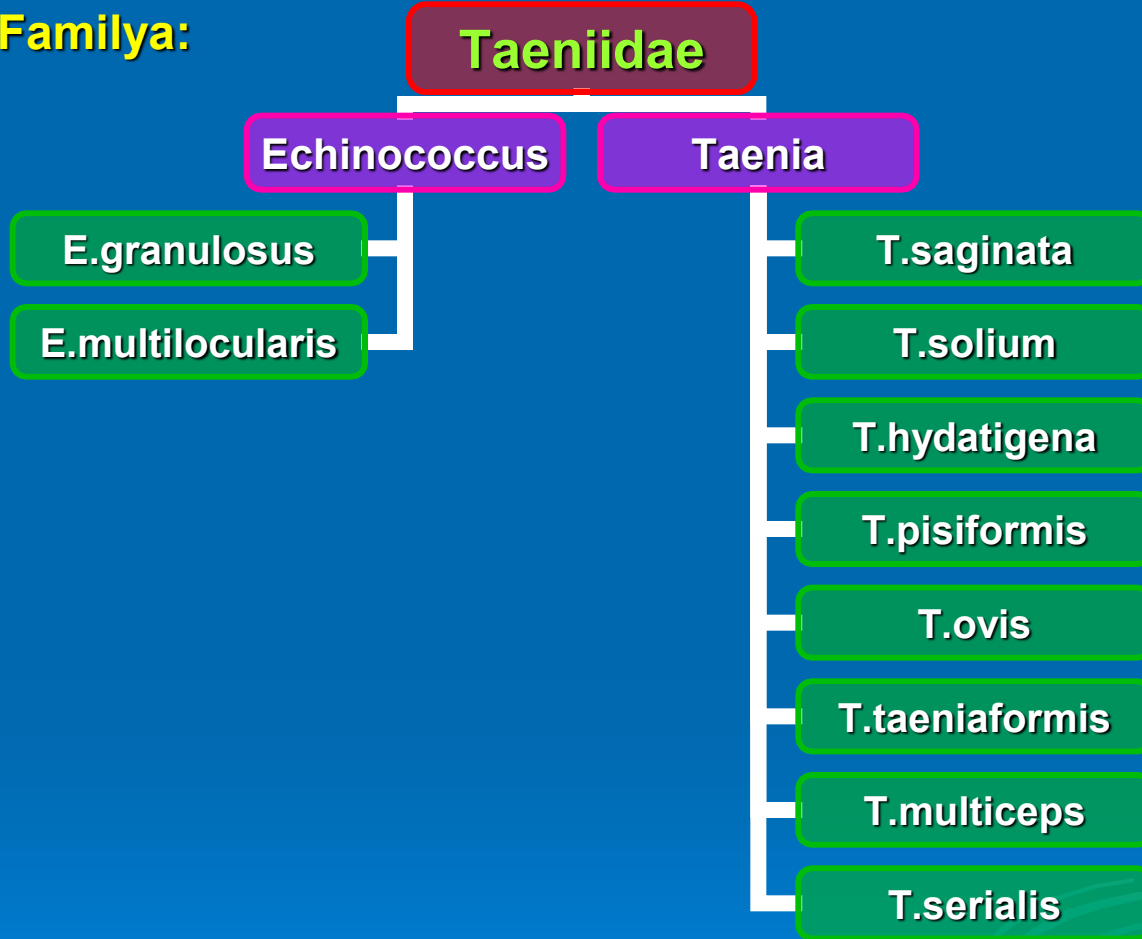 Familya:
Taeniidae
Echinococcus
Taenia
E.granulosus
E.multilocularis
T.saginata
T.solium
T.hydatigena
T.pisiformis
T.ovis
T.taeniaformis
T.multiceps
T.serialis